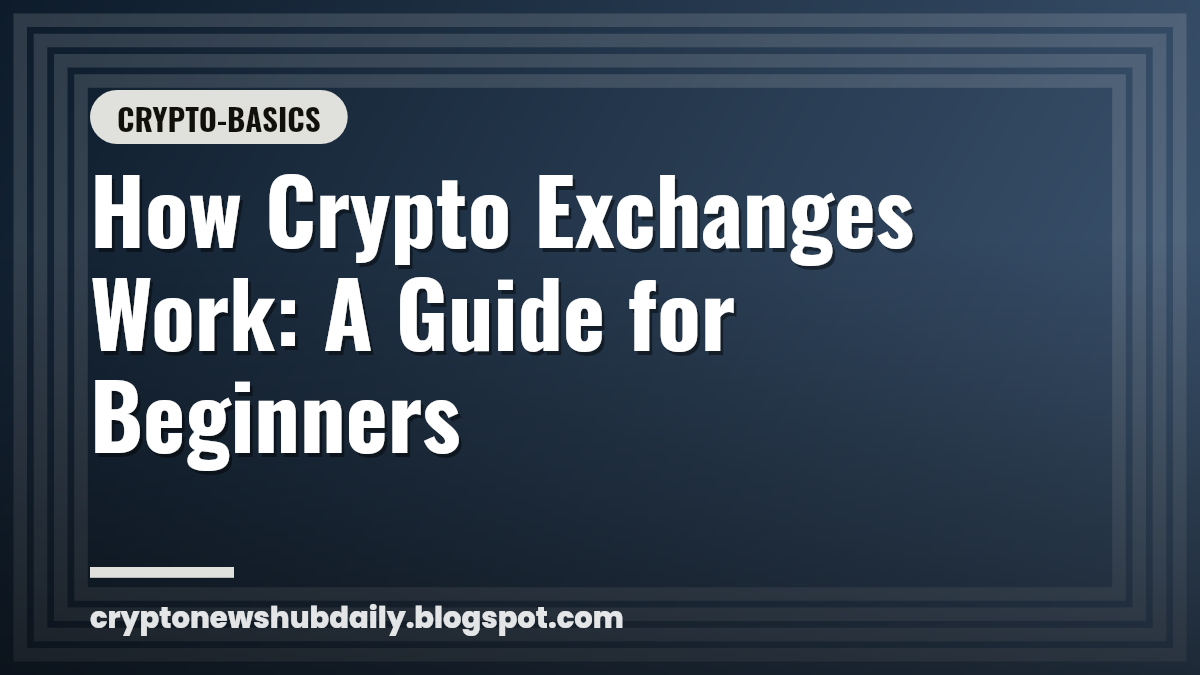 CRYPTO-BASICS
How Crypto Exchanges
Work: A Guide for
Beginners
cryptonewshubdaily.blogspot.com